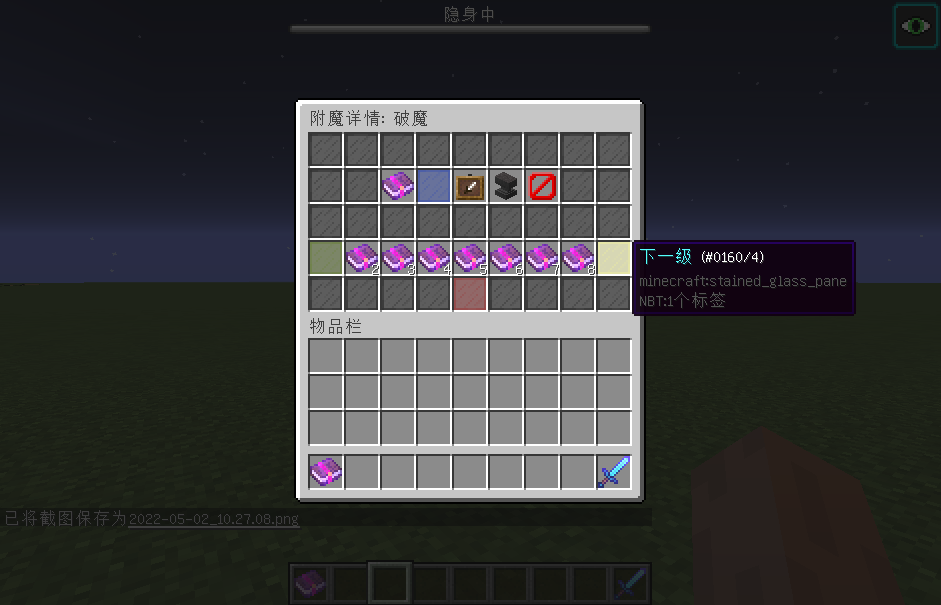 隐身中
附魔详情: 破魔
2
3
4
5
6
7
8
下一级 (#0160/4)
minecraft:stained_glass_pane
NBT:1个标签
物品栏
已将截图保存为2022-05-02_10.27.08.png